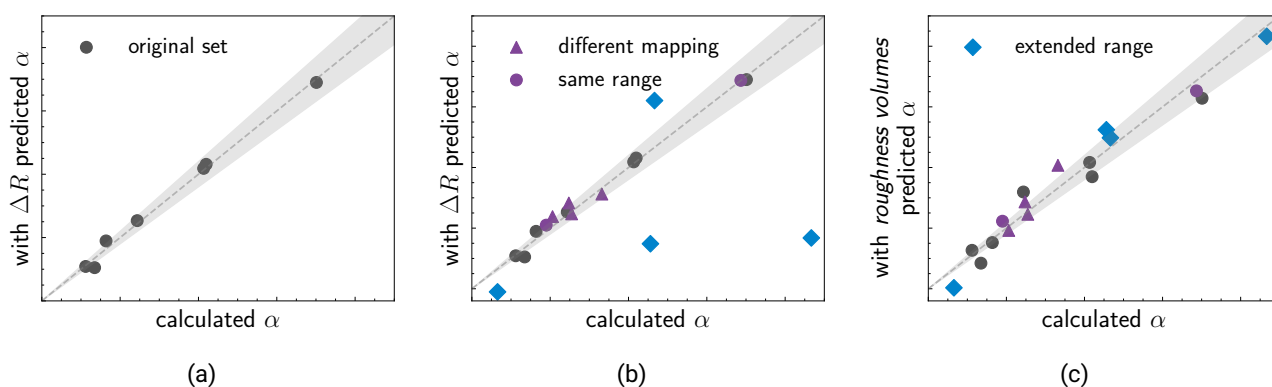 with ΔR predicted α
original set
calculated α
(a)
with ΔR predicted α
different mapping
same range
calculated α
(b)
with roughness volumes
predicted α
extended range
calculated α
(c)